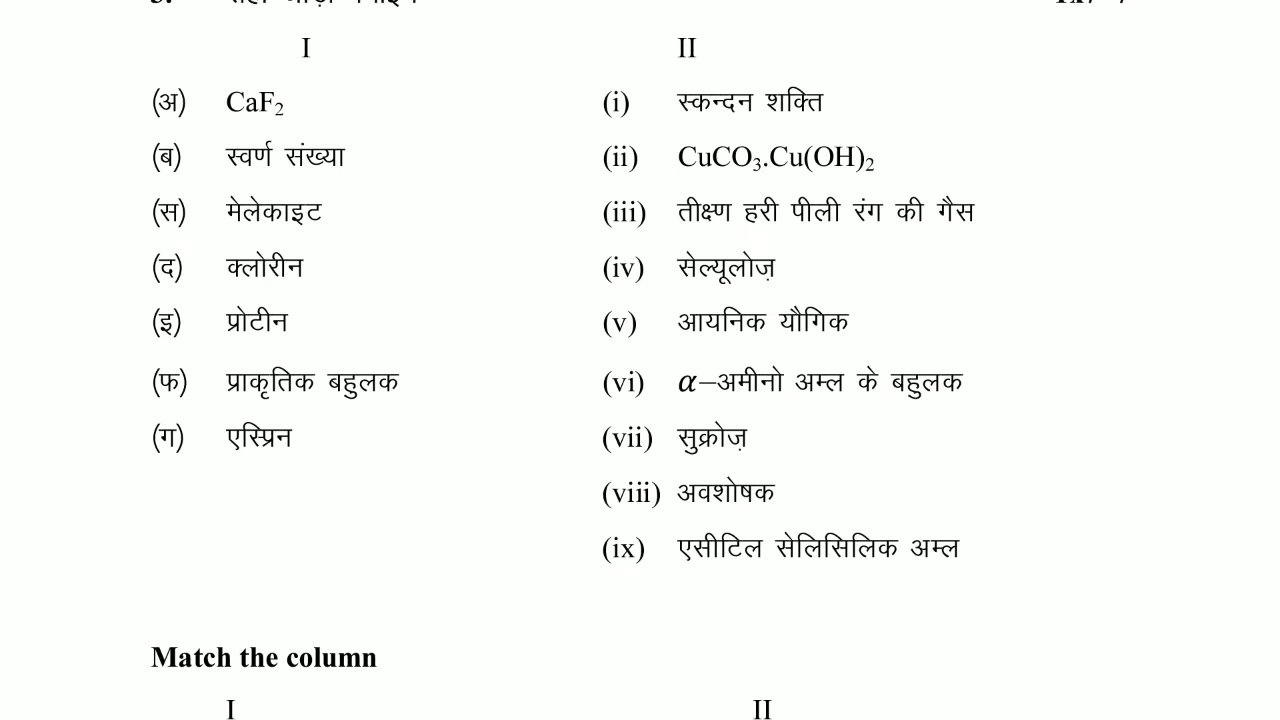 I II
(अ) CaF₂ (i) स्कन्दन शक्ति
(ब) स्वर्ण संख्या (ii) CuCO₃.Cu(OH)₂
(स) मेलेकाइट (iii) तीक्ष्ण हरी पीली रंग की गैस
(द) क्लोरीन (iv) सेल्यूलोज़
(इ) प्रोटीन (v) आयनिक यौगिक
(फ) प्राकृतिक बहुलक (vi) α–अमीनो अम्ल के बहुलक
(ग) एस्प्रिन (vii) सुक्रोज़
(viii) अवशोषक
(ix) एसीटिल सेलिसिलिक अम्ल
Match the column
I II